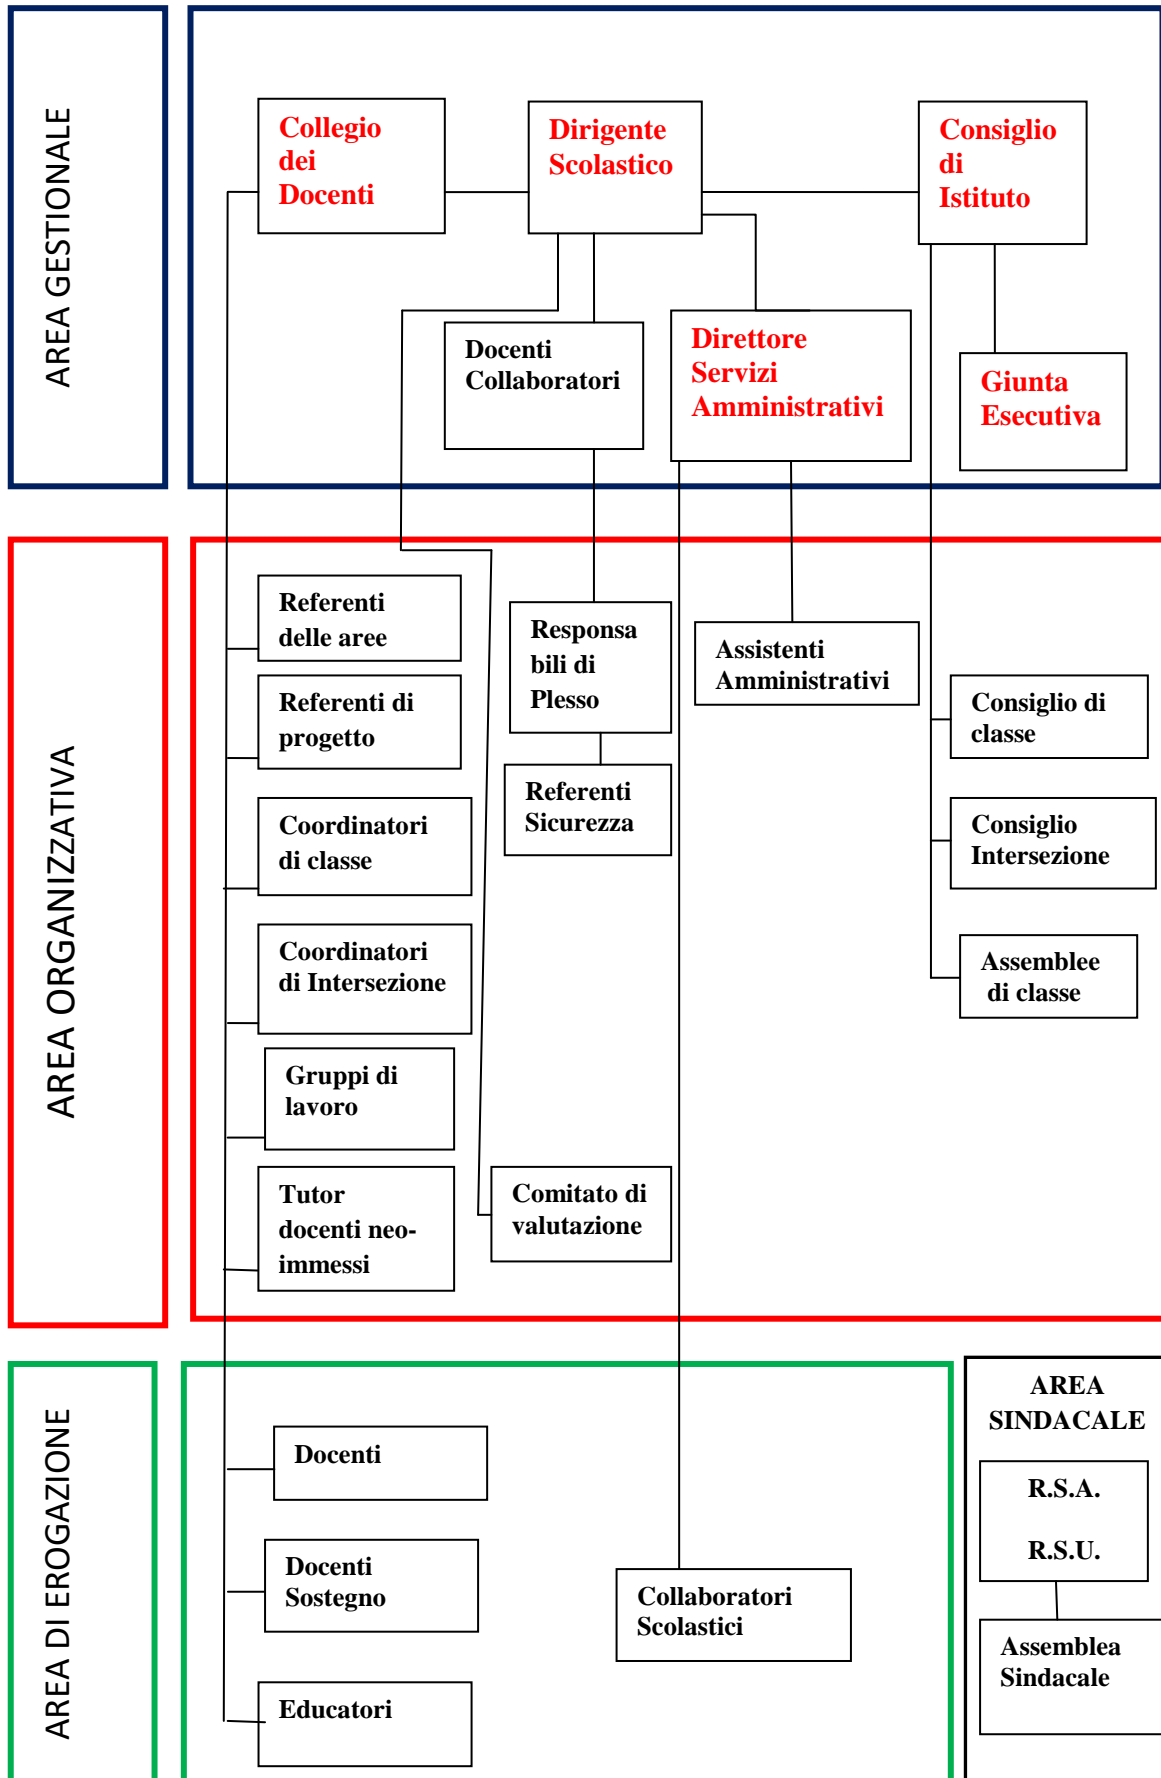 AREA GESTIONALE
Collegio
dei
Docenti
Dirigente
Scolastico
Consiglio
di
Istituto
Docenti
Collaboratori
Direttore
Servizi
Amministrativi
Giunta
Esecutiva
AREA ORGANIZZATIVA
Referenti
delle aree
Referenti di
progetto
Coordinatori
di classe
Coordinatori
di Intersezione
Gruppi di
lavoro
Tutor
docenti neo-
immessi
Responsa
bili di
Plesso
Referenti
Sicurezza
Comitato di
valutazione
Assistenti
Amministrativi
Consiglio di
classe
Consiglio
Intersezione
Assemblee
di classe
AREA DI EROGAZIONE
Docenti
Docenti
Sostegno
Educatori
Collaboratori
Scolastici
AREA
SINDACALE
R.S.A.
R.S.U.
Assemblea
Sindacale